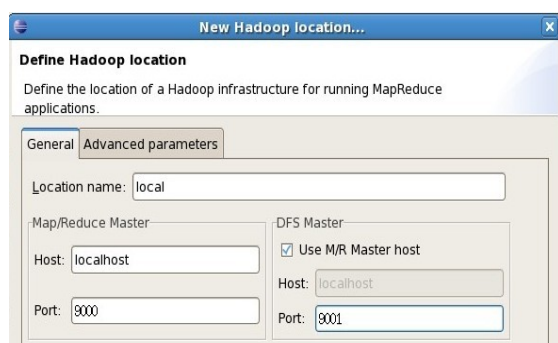 New Hadoop location...
Define Hadoop location
Define the location of a Hadoop infrastructure for running MapReduce
applications.
General
Advanced parameters
Location name: local
Map/Reduce Master
Host: localhost
Port: 9000
DFS Master
Use M/R Master host
Host: localhost
Port: 9001